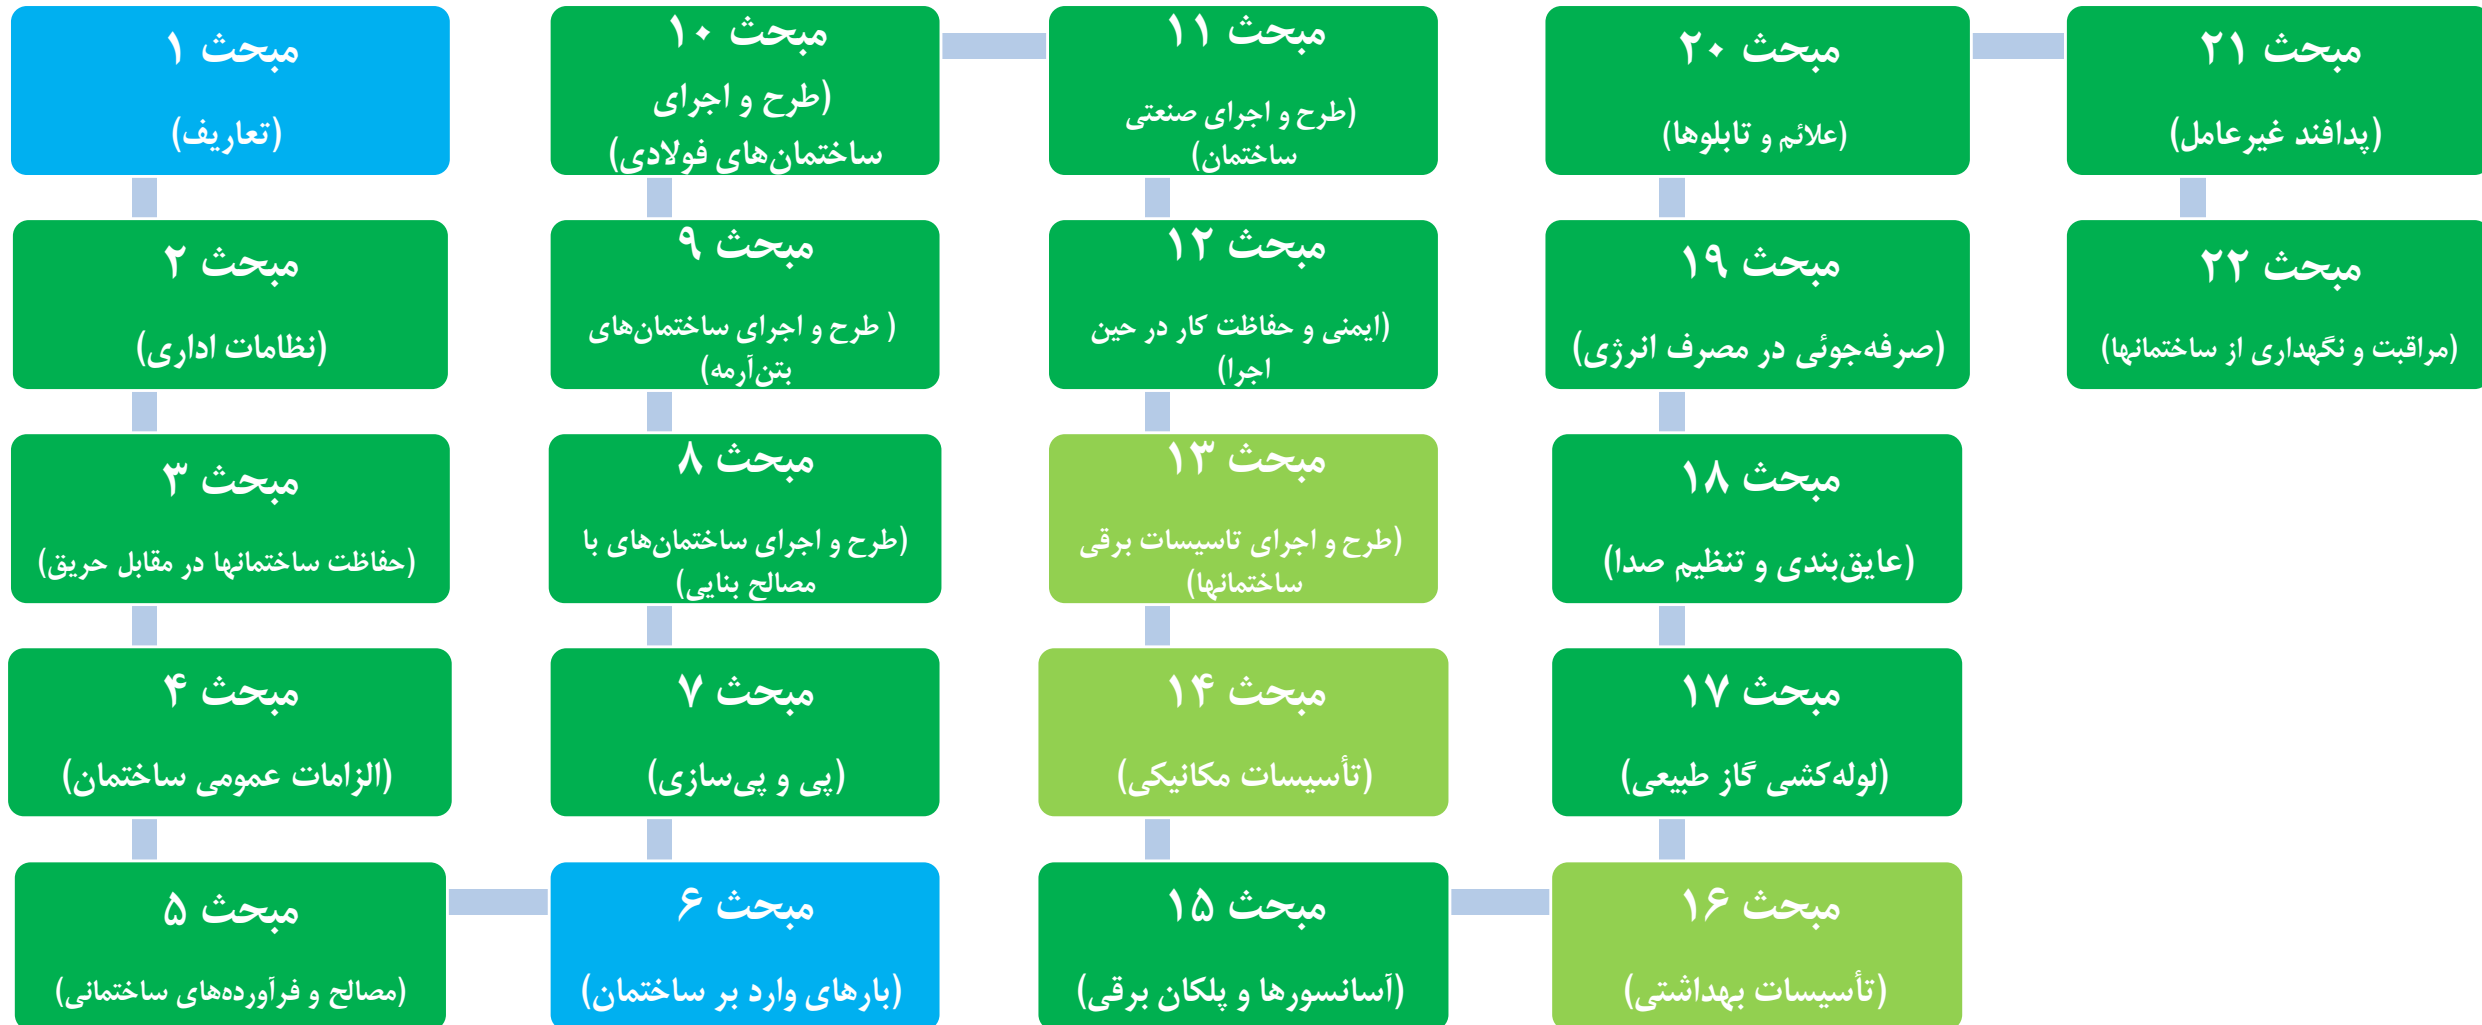 مبحث ۱
(تعاریف)
مبحث ۲
(نظامات اداری)
مبحث ۳
(حفاظت ساختمانها در مقابل حریق)
مبحث ۴
(الزامات عمومی ساختمان)
مبحث ۵
(مصالح و فرآورده‌های ساختمانی)
مبحث ۶
(بارهای وارد بر ساختمان)
مبحث ۷
(پی و پی‌سازی)
مبحث ۸
(طرح و اجرای ساختمان‌های با
مصالح بنایی)
مبحث ۹
( طرح و اجرای ساختمان‌های
بتن‌آرمه)
مبحث ۱۰
(طرح و اجرای
ساختمان‌های فولادی)
مبحث ۱۱
(طرح و اجرای صنعتی
ساختمان)
مبحث ۱۲
(ایمنی و حفاظت کار در حین
اجرا)
مبحث ۱۳
(طرح و اجرای تاسیسات برقی
ساختمانها)
مبحث ۱۴
(تأسیسات مکانیکی)
مبحث ۱۵
(آسانسورها و پلکان برقی)
مبحث ۱۶
(تأسیسات بهداشتی)
مبحث ۱۷
(لوله‌کشی گاز طبیعی)
مبحث ۱۸
(عایق‌بندی و تنظیم صدا)
مبحث ۱۹
(صرفه‌جوئی در مصرف انرژی)
مبحث ۲۰
(علائم و تابلوها)
مبحث ۲۱
(پدافند غیرعامل)
مبحث ۲۲
(مراقبت و نگهداری از ساختمانها)